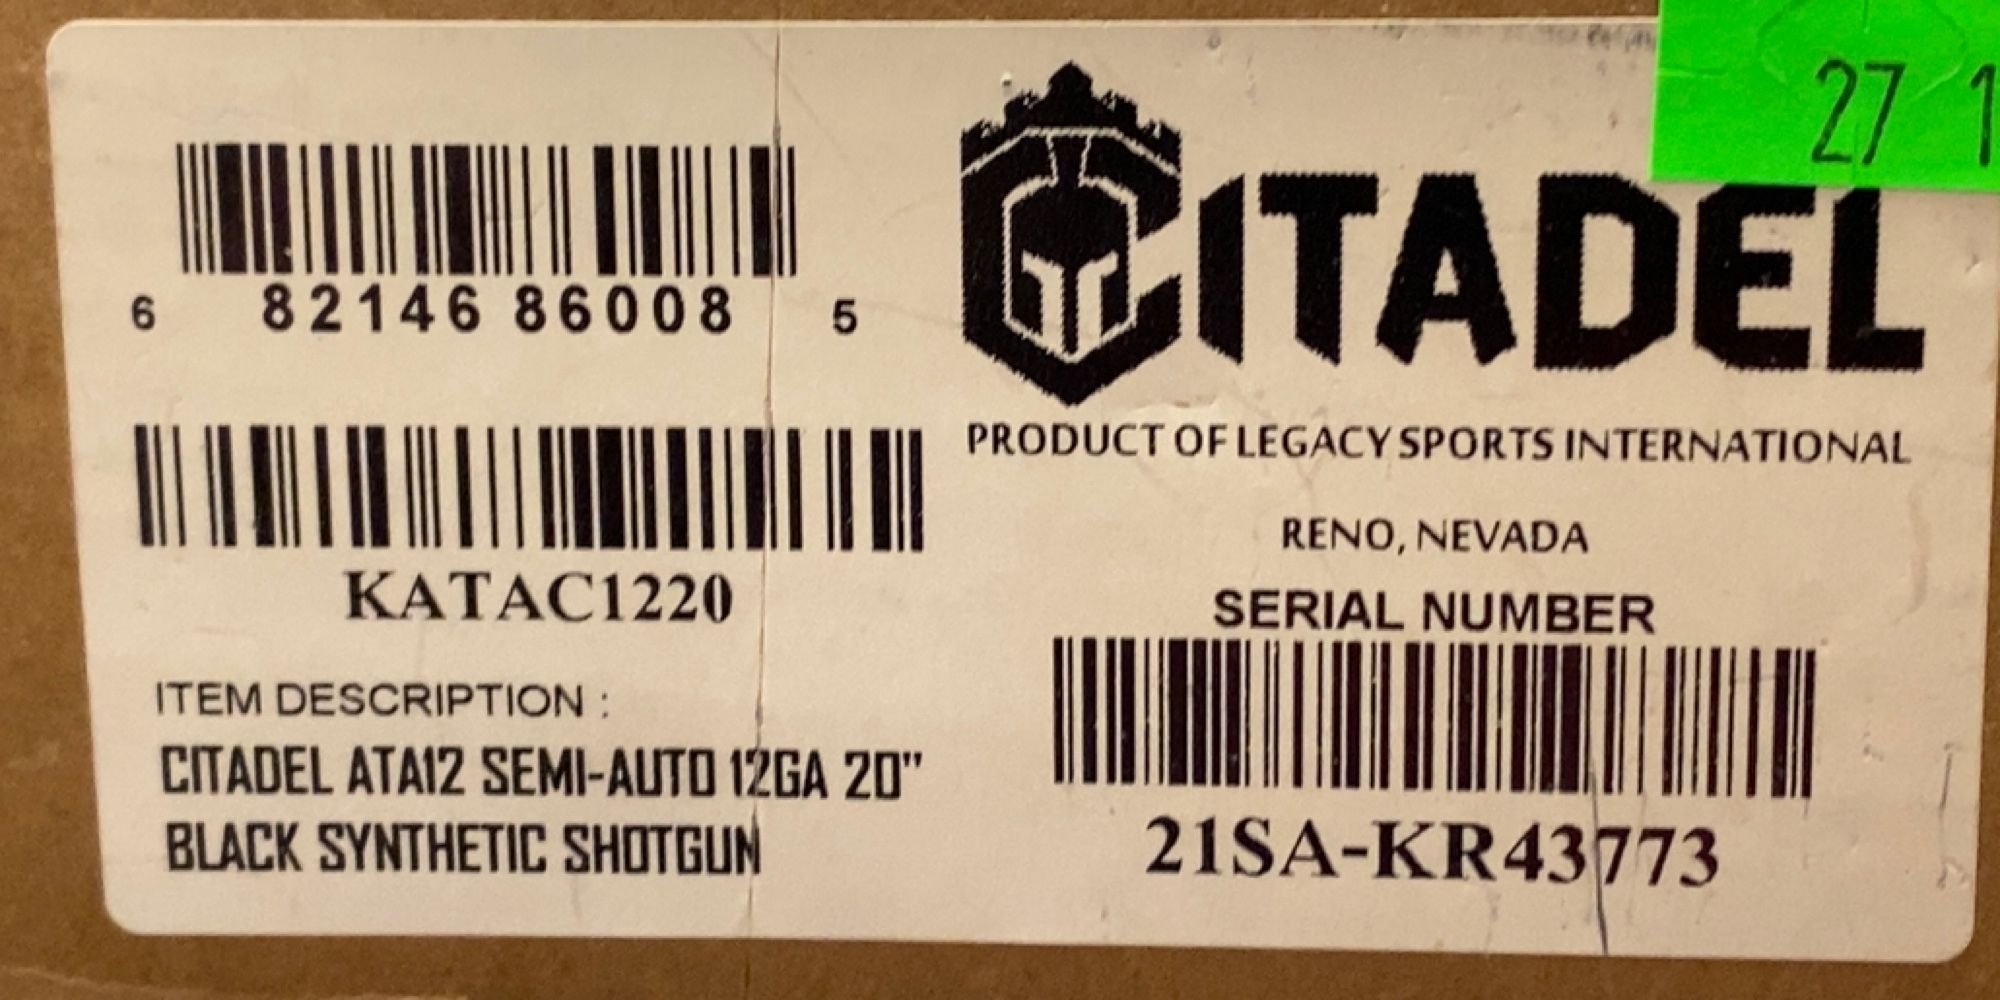 27 1
CITADEL
6 82146 86008 5
PRODUCT OF LEGACY SPORTS INTERNATIONAL
RENO, NEVADA
KATAC1220
SERIAL NUMBER
21SA-KR43773
ITEM DESCRIPTION :
CITADEL ATA12 SEMI-AUTO 12GA 20"
BLACK SYNTHETIC SHOTGUN